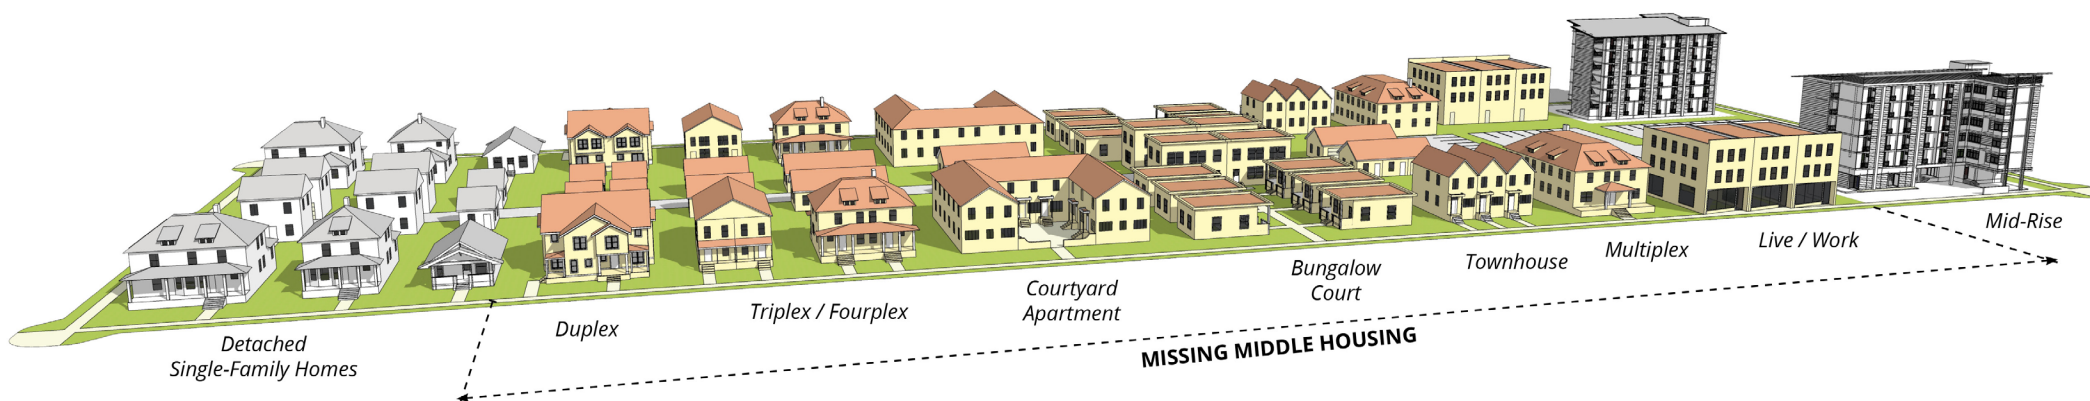 Detached
Single-Family Homes
Duplex
Triplex / Fourplex
Courtyard
Apartment
Bungalow
Court
Townhouse
Multiplex
Live / Work
Mid-Rise
MISSING MIDDLE HOUSING